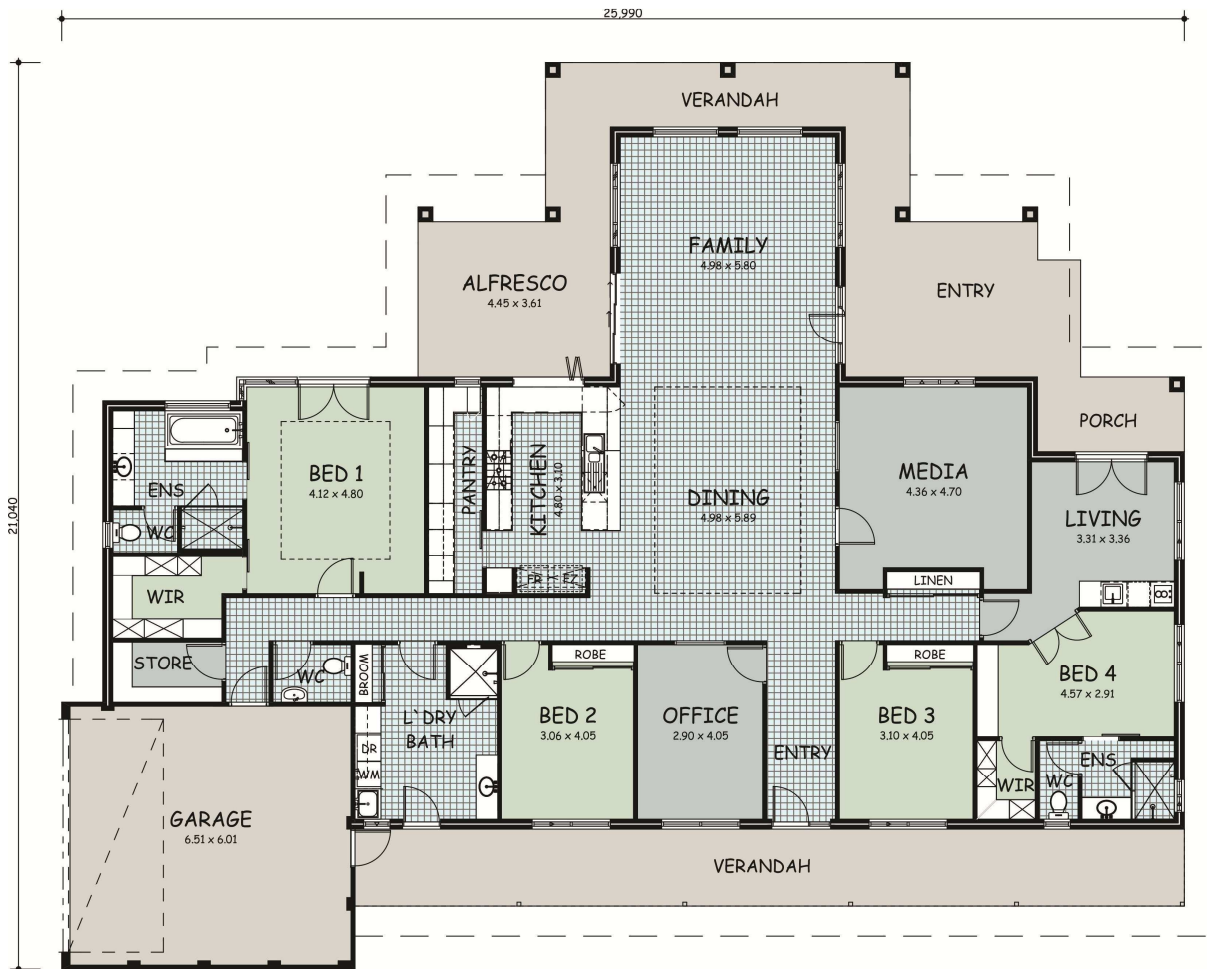 25,990
VERANDAH
FAMILY
4.98 x 5.80
ALFRESCO
4.45 x 3.61
ENTRY
PORCH
21,040
BED 1
4.12 x 4.80
PANTRY
KITCHEN
4.80 x 3.10
DINING
4.98 x 5.89
MEDIA
4.36 x 4.70
LIVING
3.31 x 3.36
ENS
WC
WIR
FR
FZ
LINEN
STORE
WC
BROOM
ROBE
ROBE
BED 4
4.57 x 2.91
L`DRY
BATH
BED 2
3.06 x 4.05
OFFICE
2.90 x 4.05
ENTRY
BED 3
3.10 x 4.05
DR
WM
WIR
WC
ENS
GARAGE
6.51 x 6.01
VERANDAH